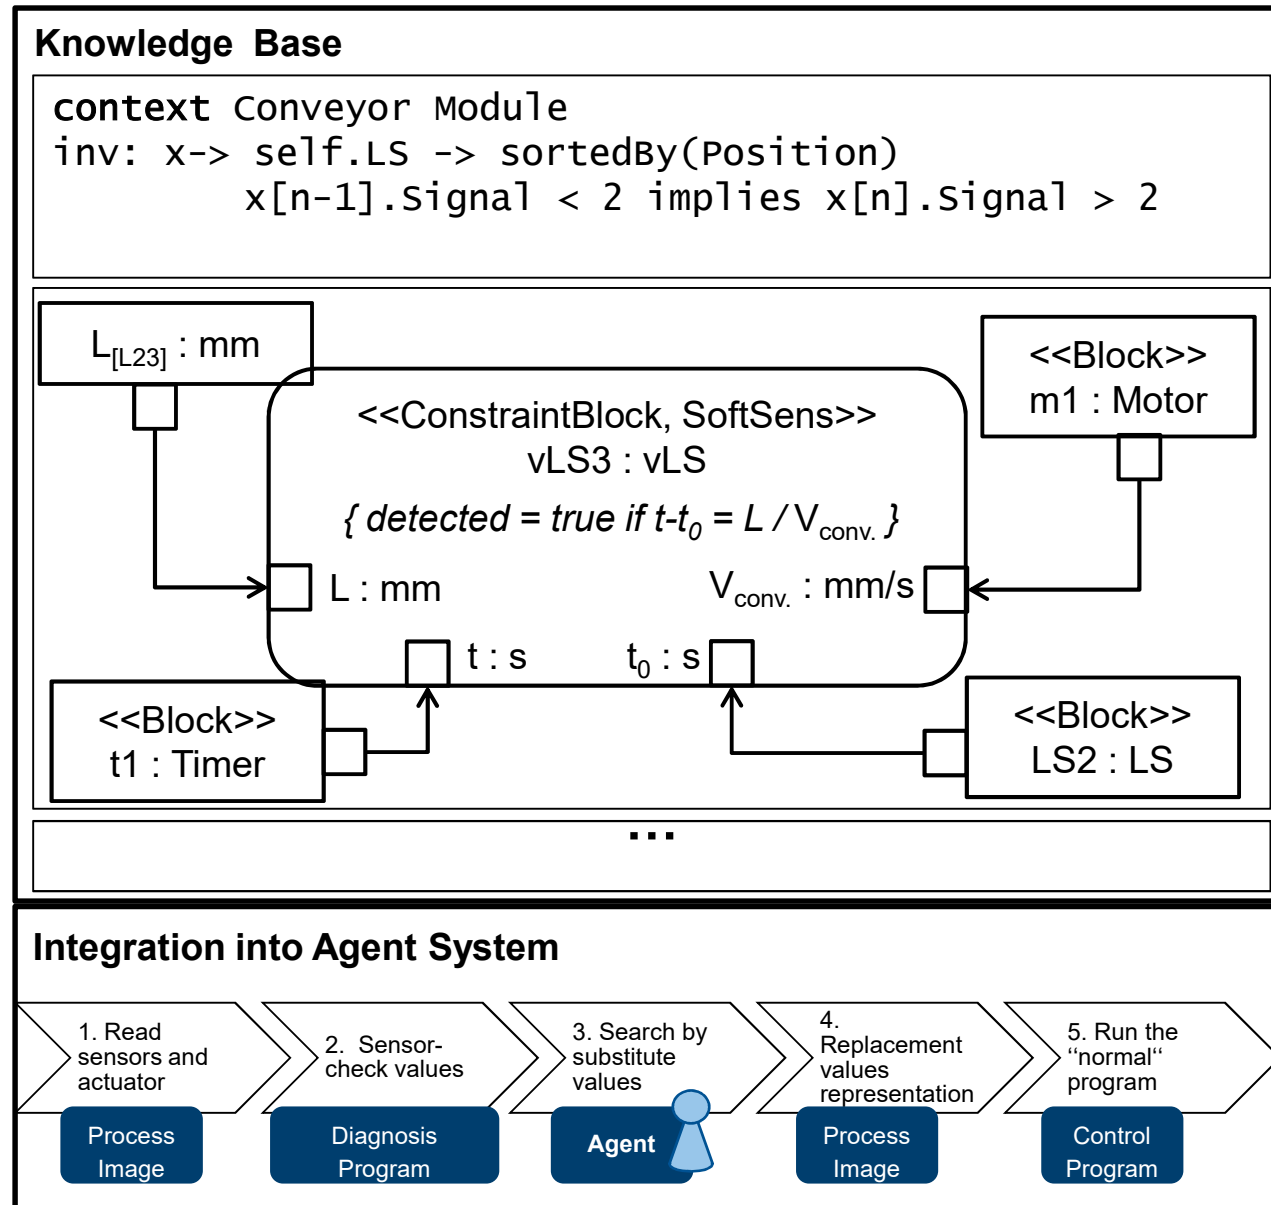 Knowledge Base
context Conveyor Module
inv: x-> self.LS -> sortedBy(Position)
x[n-1].Signal < 2 implies x[n].Signal > 2
L[L23] : mm
<<Block>>
m1 : Motor
<<ConstraintBlock, SoftSens>>
vLS3 : vLS
{ detected = true if t-t0 = L / Vconv. }
L : mm
Vconv. : mm/s
t : s
t0 : s
<<Block>>
t1 : Timer
<<Block>>
LS2 : LS
...
Integration into Agent System
1. Read
sensors and
actuator
2. Sensor-
check values
3. Search by
substitute
values
4.
Replacement
values
representation
5. Run the
“normal“
program
Process
Image
Diagnosis
Program
Agent
Process
Image
Control
Program